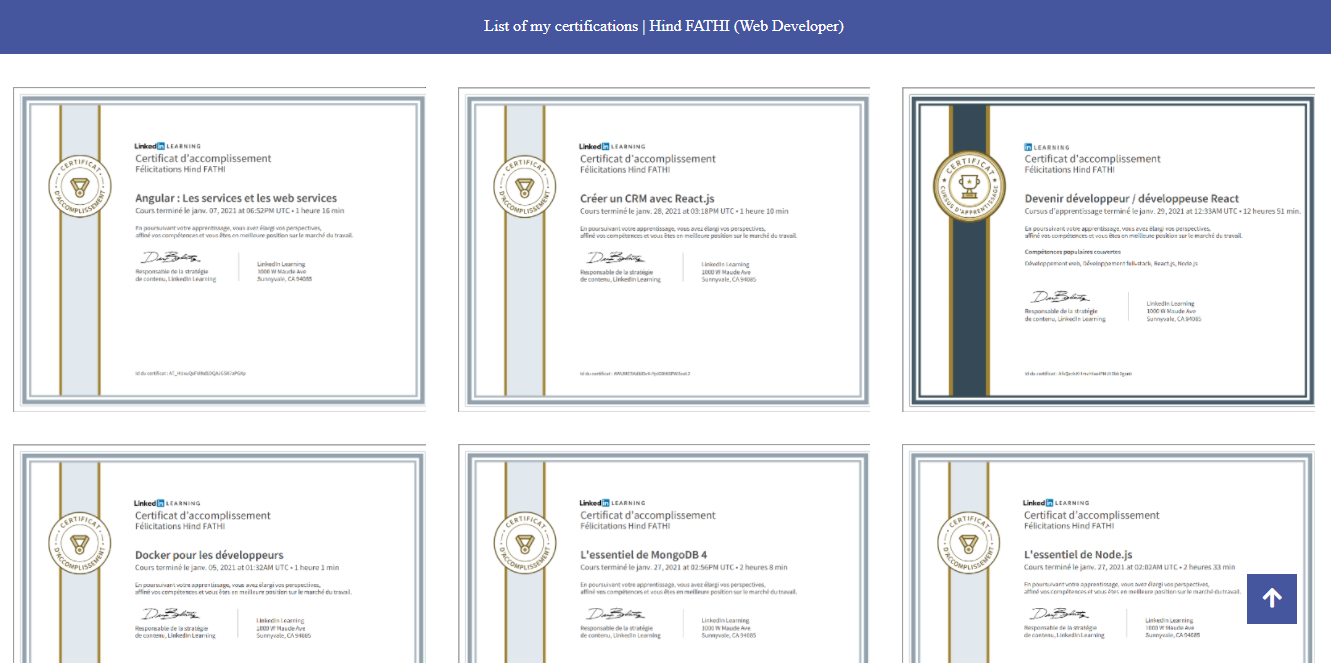 List of my certifications | Hind FATHI (Web Developer)
CERTIFICAT
D'ACCOMPLISSEMENT
Linkedin LEARNING
Certificat d'accomplissement
Félicitations Hind FATHI
Angular : Les services et les web services
Cours terminé le janv. 07, 2021 at 06:52PM UTC • 1 heure 16 min
En poursuivant votre apprentissage, vous avez élargi vos perspectives,
affiné vos compétences et vous êtes en meilleure position sur le marché du travail.
Responsable de la stratégie
de contenu, LinkedIn Learning
LinkedIn Learning
1000 W Maude Ave
Sunnyvale, CA 94085
Id du certificat :
CERTIFICAT
D'ACCOMPLISSEMENT
Linkedin LEARNING
Certificat d'accomplissement
Félicitations Hind FATHI
Créer un CRM avec React.js
Cours terminé le janv. 28, 2021 at 03:18PM UTC • 1 heure 10 min
En poursuivant votre apprentissage, vous avez élargi vos perspectives,
affiné vos compétences et vous êtes en meilleure position sur le marché du travail.
Responsable de la stratégie
de contenu, LinkedIn Learning
LinkedIn Learning
1000 W Maude Ave
Sunnyvale, CA 94085
Id du certificat :
CERTIFICAT
CURSUS D'APPRENTISSAGE
in LEARNING
Certificat d'accomplissement
Félicitations Hind FATHI
Devenir développeur / développeuse React
Cursus d'apprentissage terminé le janv. 29, 2021 at 12:33AM UTC • 12 heures 51 min.
En poursuivant votre apprentissage, vous avez élargi vos perspectives,
affiné vos compétences et vous êtes en meilleure position sur le marché du travail.
Compétences populaires couvertes
Développement web, Développement full-stack, React.js, Node.js
Responsable de la stratégie
de contenu, LinkedIn Learning
LinkedIn Learning
1000 W Maude Ave
Sunnyvale, CA 94085
Id du certificat :
CERTIFICAT
D'ACCOMPLISSEMENT
Linkedin LEARNING
Certificat d'accomplissement
Félicitations Hind FATHI
Docker pour les développeurs
Cours terminé le janv. 05, 2021 at 01:32AM UTC • 1 heure 1 min
En poursuivant votre apprentissage, vous avez élargi vos perspectives,
affiné vos compétences et vous êtes en meilleure position sur le marché du travail.
Responsable de la stratégie
de contenu, LinkedIn Learning
LinkedIn Learning
1000 W Maude Ave
Sunnyvale, CA 94085
CERTIFICAT
D'ACCOMPLISSEMENT
Linkedin LEARNING
Certificat d'accomplissement
Félicitations Hind FATHI
L'essentiel de MongoDB 4
Cours terminé le janv. 27, 2021 at 02:56PM UTC • 2 heures 8 min
En poursuivant votre apprentissage, vous avez élargi vos perspectives,
affiné vos compétences et vous êtes en meilleure position sur le marché du travail.
Responsable de la stratégie
de contenu, LinkedIn Learning
LinkedIn Learning
1000 W Maude Ave
Sunnyvale, CA 94085
CERTIFICAT
D'ACCOMPLISSEMENT
Linkedin LEARNING
Certificat d'accomplissement
Félicitations Hind FATHI
L'essentiel de Node.js
Cours terminé le janv. 27, 2021 at 02:02AM UTC • 2 heures 33 min
En poursuivant votre apprentissage, vous avez élargi vos perspectives,
affiné vos compétences et vous êtes en meilleure position sur le marché du travail.
Responsable de la stratégie
de contenu, LinkedIn Learning
LinkedIn Learning
1000 W Maude Ave
Sunnyvale, CA 94085